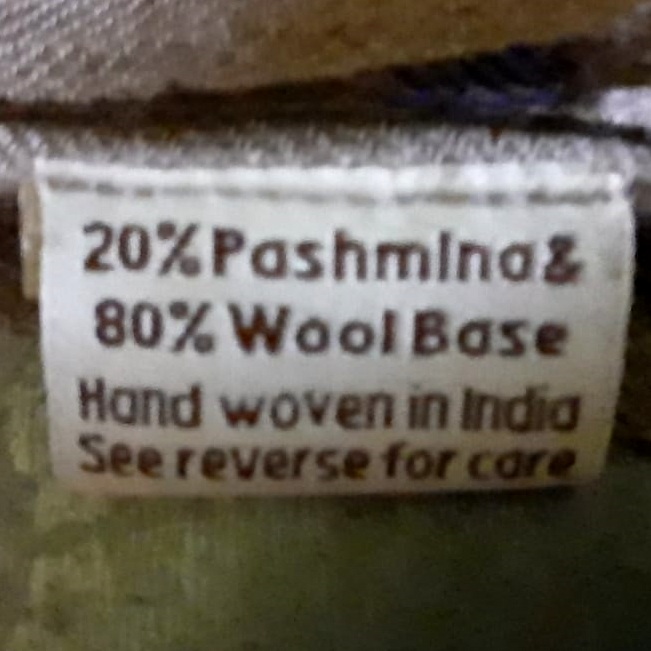 20% Pashmina &
80% Wool Base
Hand woven in India
See reverse for care